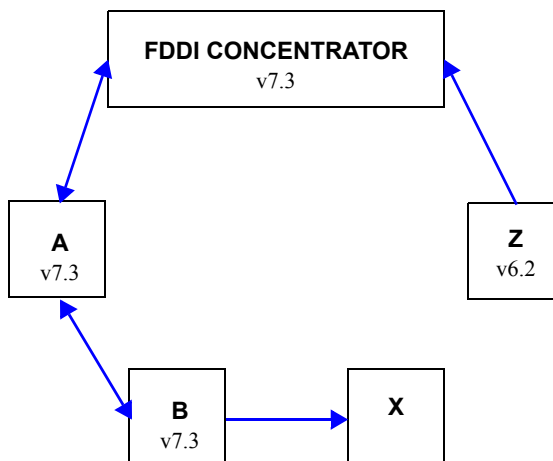 FDDI CONCENTRATOR
v7.3
A
v7.3
Z
v6.2
B
v7.3
X